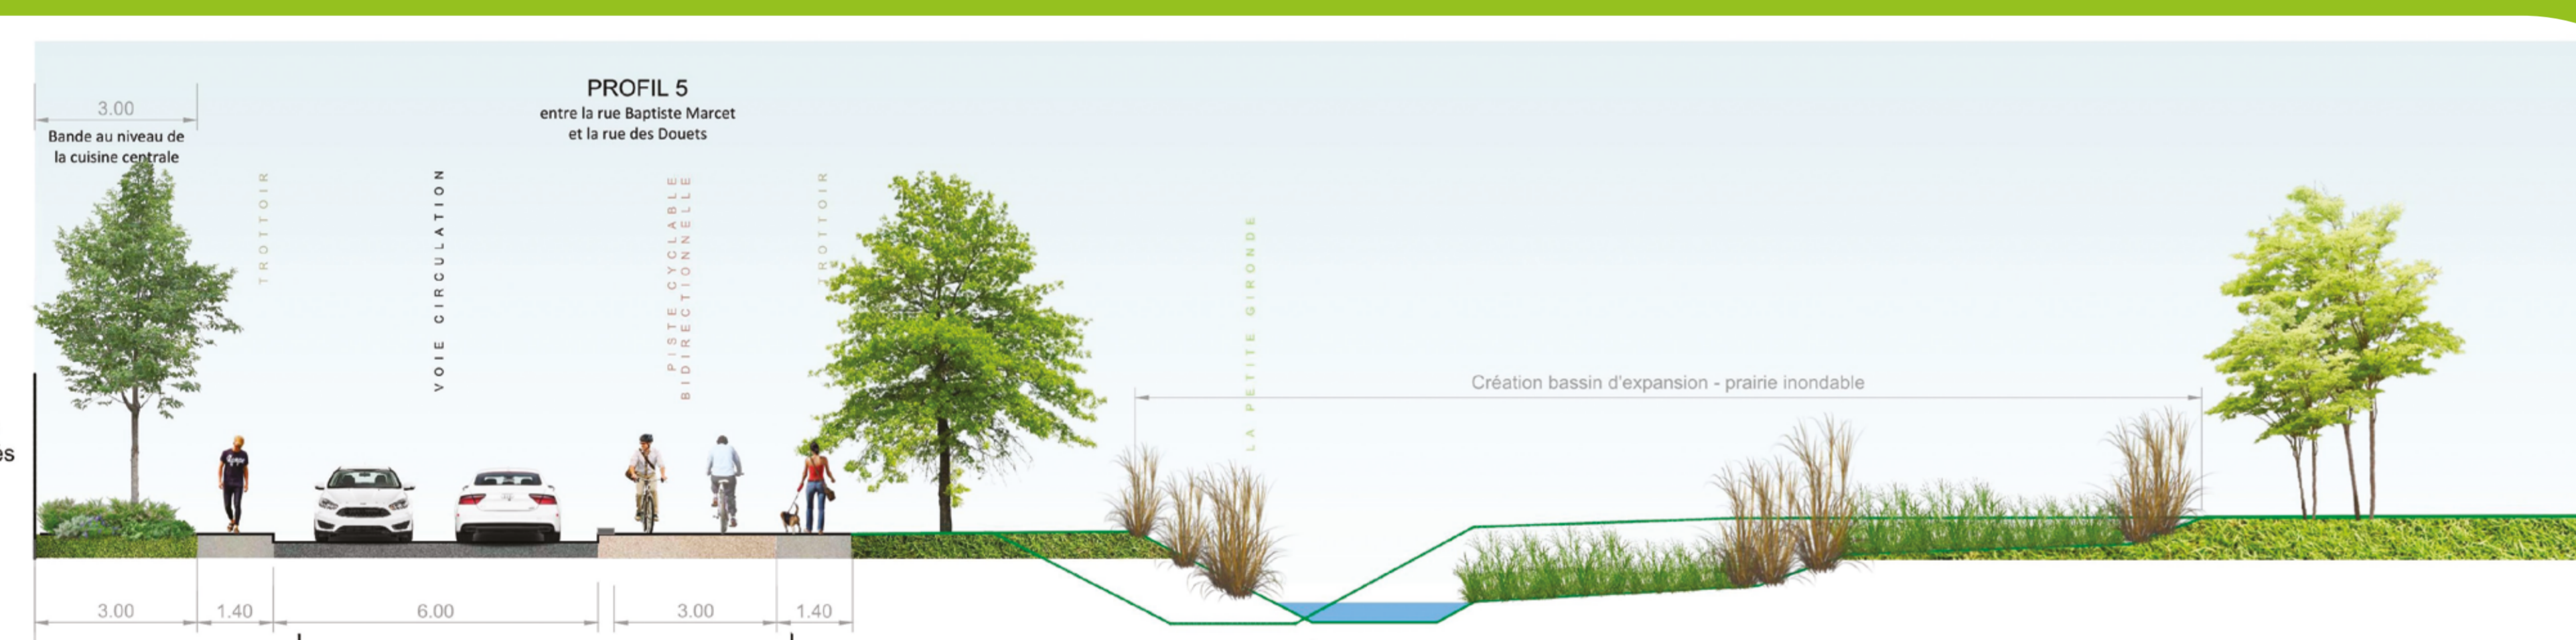 PROFIL 5
entre la rue Baptiste Marcet
et la rue des Douets
3.00
Bande au niveau de
la cuisine centrale
TROTTOIR
VOIE CIRCULATION
PISTE CYCLABLE
BIDIRECTIONNELLE
TROTTOIR
LA PETITE GIRONDE
Création bassin d'expansion - prairie inondable
es
3.00
1.40
6.00
3.00
1.40